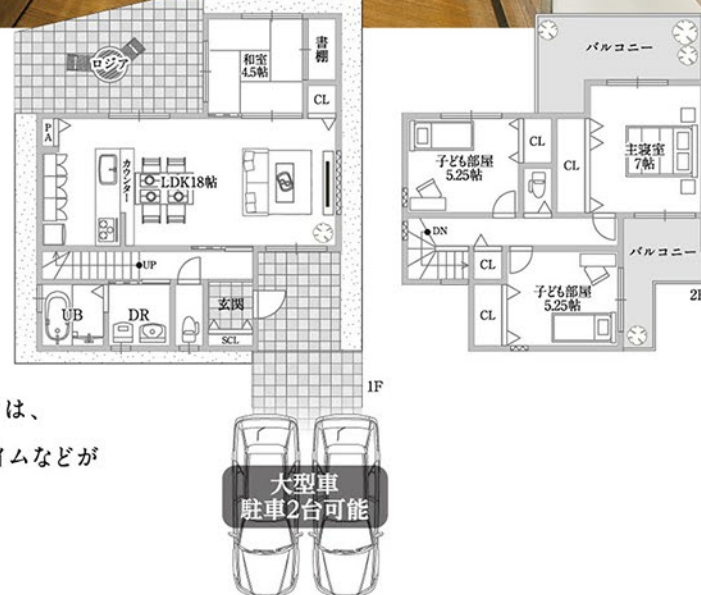 ロジア
和室
4.5帖
書棚
CL
PA
カウンター
LDK18帖
UP
UB
DR
玄関
SCL
1F
バルコニー
子ども部屋
5.25帖
CL
CL
主寝室
7帖
DN
CL
CL
子ども部屋
5.25帖
バルコニー
は、
イムなどが
大型車
駐車2台可能